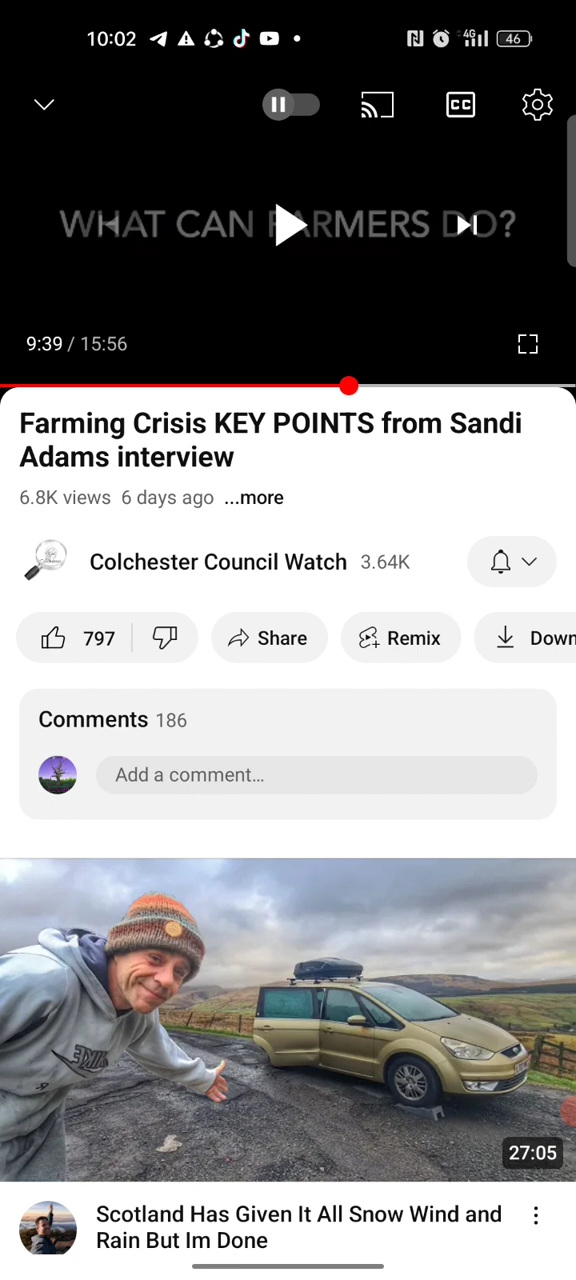 10:02
4G
46
CC
WHAT CAN FARMERS DO?
9:39 / 15:56
Farming Crisis KEY POINTS from Sandi
Adams interview
6.8K views 6 days ago ...more
Colchester Council Watch 3.64K
797
Share
Remix
Down
Comments 186
Add a comment…
27:05
Scotland Has Given It All Snow Wind and
Rain But Im Done